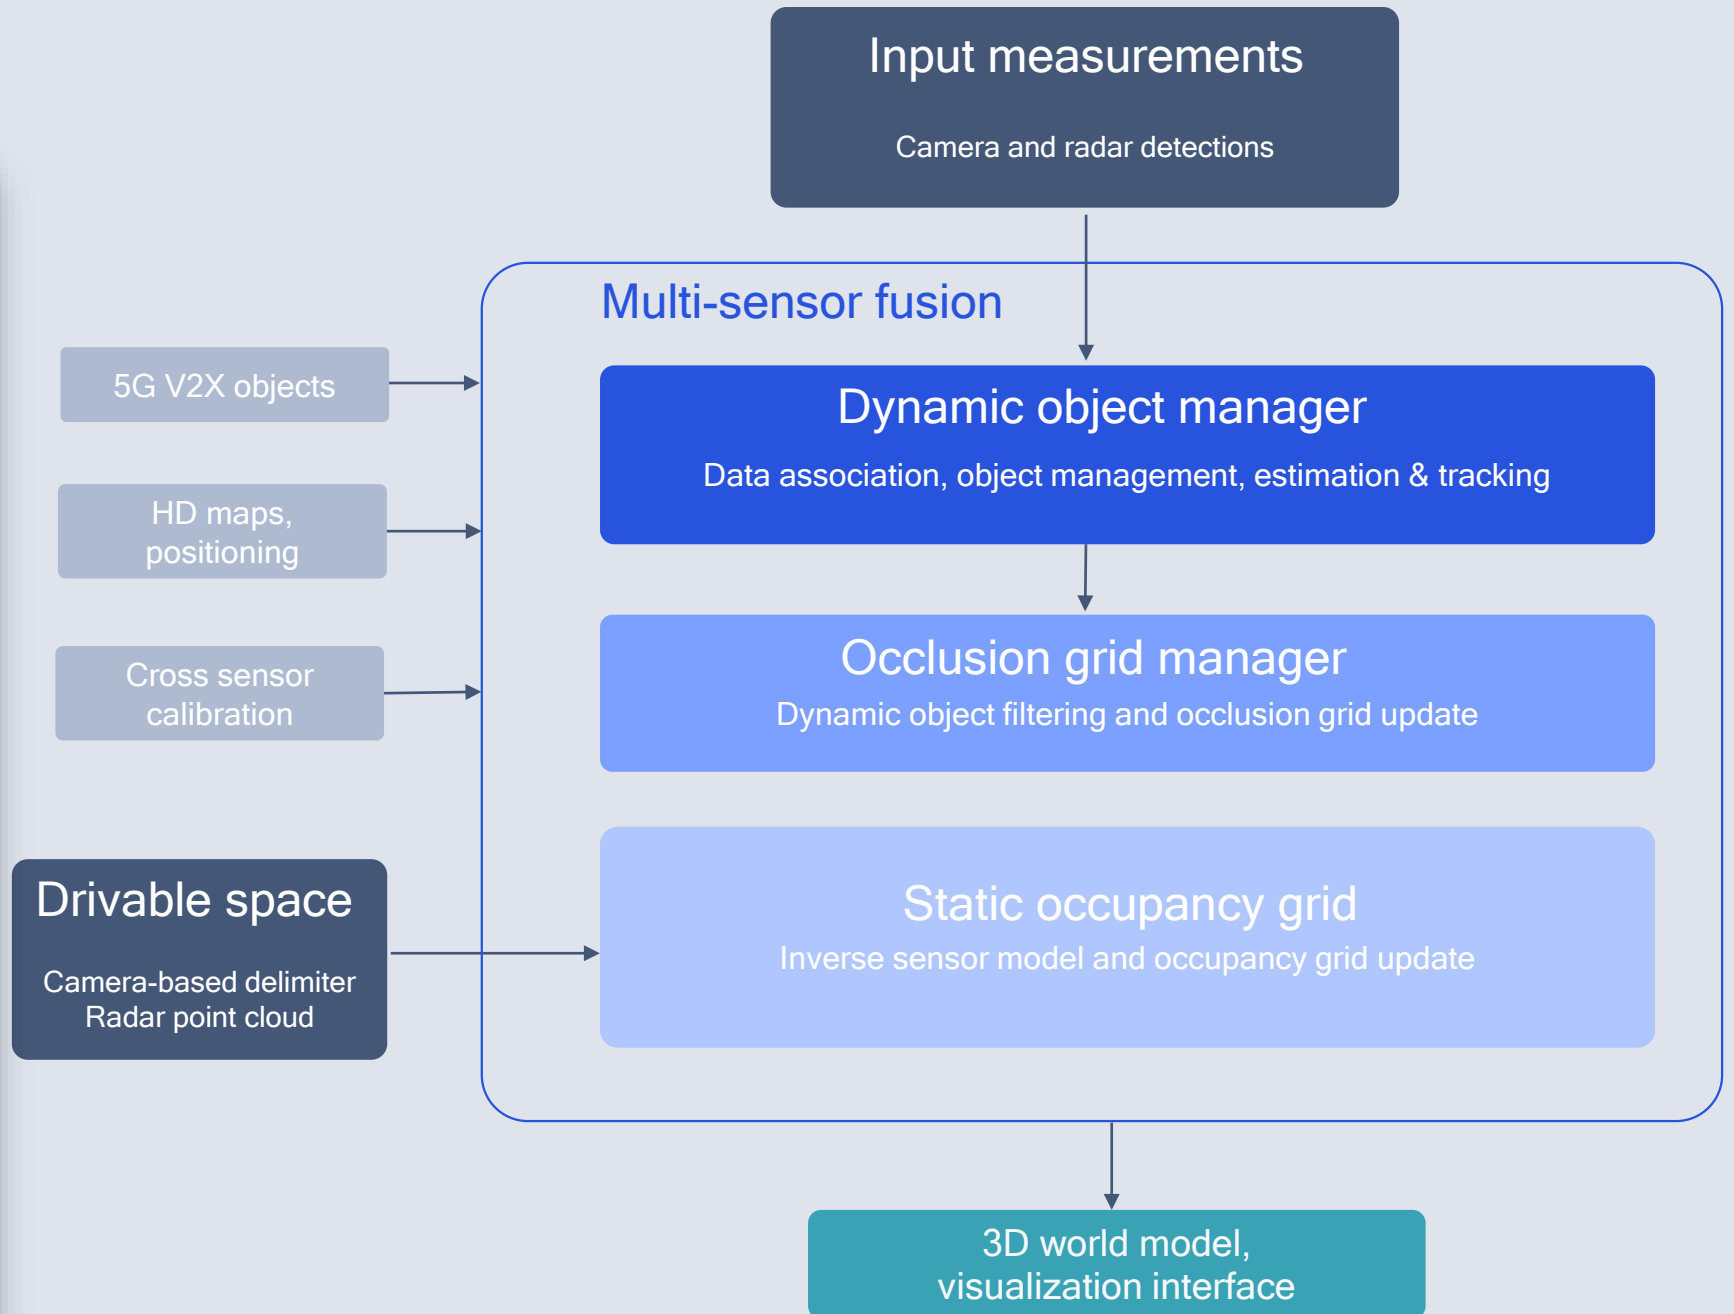 Input measurements
Camera and radar detections
Multi-sensor fusion
5G V2X objects
Dynamic object manager
Data association, object management, estimation & tracking
HD maps,
positioning
Occlusion grid manager
Dynamic object filtering and occlusion grid update
Cross sensor
calibration
Drivable space
Camera-based delimiter
Radar point cloud
Static occupancy grid
Inverse sensor model and occupancy grid update
3D world model,
visualization interface